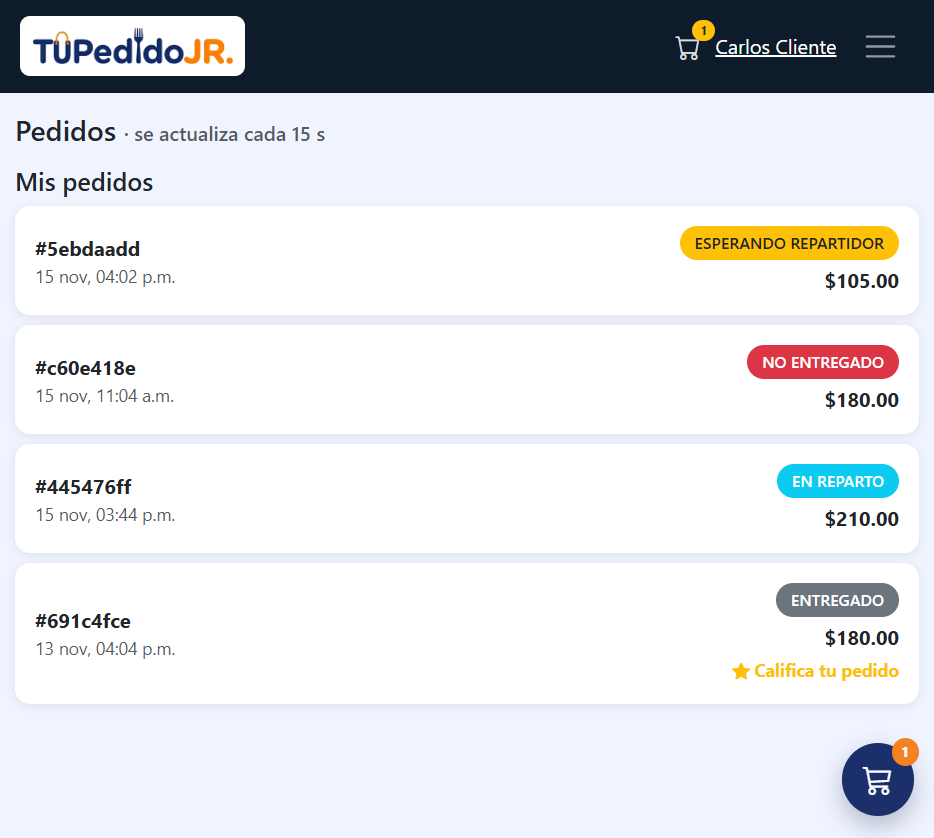 TUPedidoJR.
1
Carlos Cliente
Pedidos · se actualiza cada 15 s
Mis pedidos
#5ebdaadd
15 nov, 04:02 p.m.
ESPERANDO REPARTIDOR
$105.00
#c60e418e
15 nov, 11:04 a.m.
NO ENTREGADO
$180.00
#445476ff
15 nov, 03:44 p.m.
EN REPARTO
$210.00
#691c4fce
13 nov, 04:04 p.m.
ENTREGADO
$180.00
Califica tu pedido
1